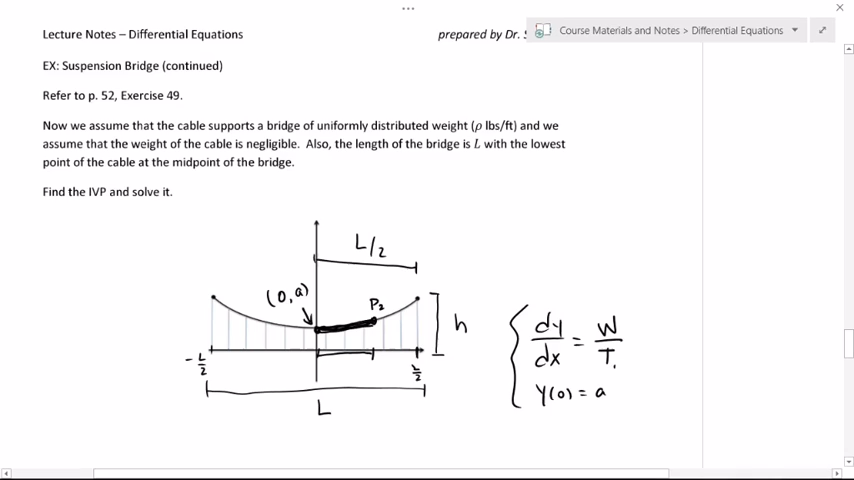 Lecture Notes – Differential Equations
prepared by Dr.
Course Materials and Notes > Differential Equations
EX: Suspension Bridge (continued)
Refer to p. 52, Exercise 49.
Now we assume that the cable supports a bridge of uniformly distributed weight (ρ lbs/ft) and we
assume that the weight of the cable is negligible. Also, the length of the bridge is L with the lowest
point of the cable at the midpoint of the bridge.
Find the IVP and solve it.
L/2
(0,a)
P₂
h
-L/2
L/2
L
dy/dx = W/T₁
y(0) = a